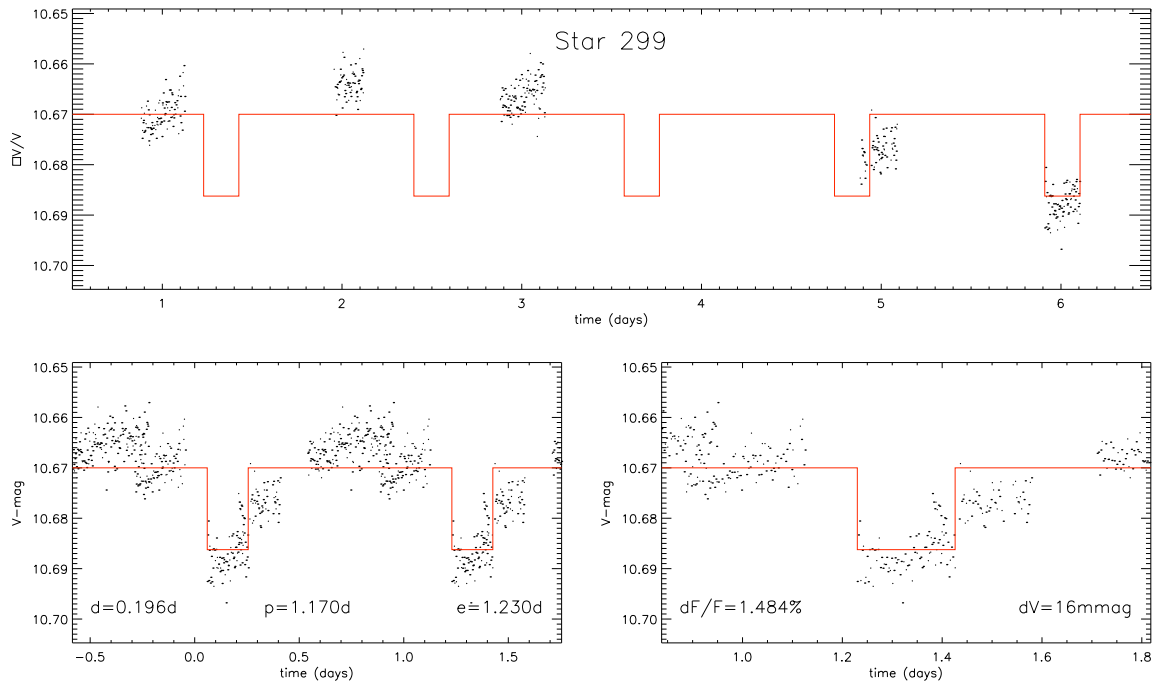 Star 299
10.65
10.66
10.67
10.68
10.69
10.70
□V/V
1 2 3 4 5 6
time (days)
10.65
10.66
10.67
10.68
10.69
10.70
V-mag
d=0.196d p=1.170d e=1.230d
-0.5 0.0 0.5 1.0 1.5
time (days)
10.65
10.66
10.67
10.68
10.69
10.70
V-mag
dF/F=1.484% dV=16mmag
1.0 1.2 1.4 1.6 1.8
time (days)